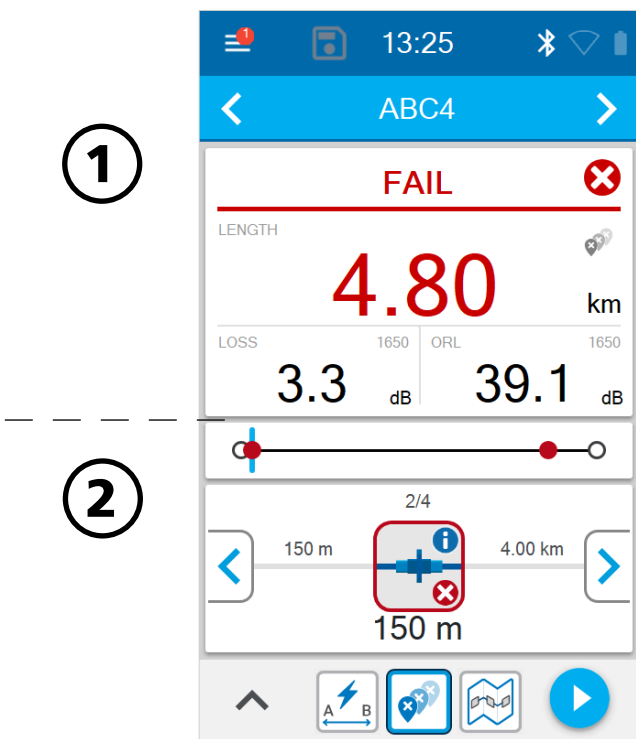 1
13:25
ABC4
1
FAIL
LENGTH
4.80 km
LOSS 1650 ORL 1650
3.3 dB 39.1 dB
2
2/4
150 m 4.00 km
i
150 m
A B